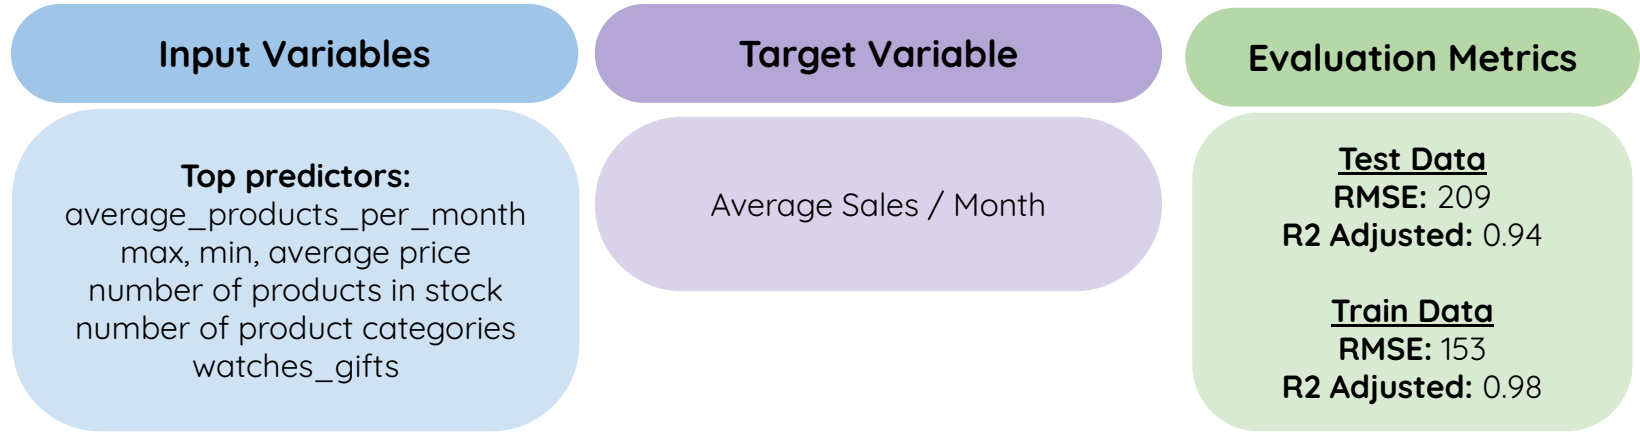 Input Variables
Top predictors:
average_products_per_month
max, min, average price
number of products in stock
number of product categories
watches_gifts
Target Variable
Average Sales / Month
Evaluation Metrics
Test Data
RMSE: 209
R2 Adjusted: 0.94
Train Data
RMSE: 153
R2 Adjusted: 0.98